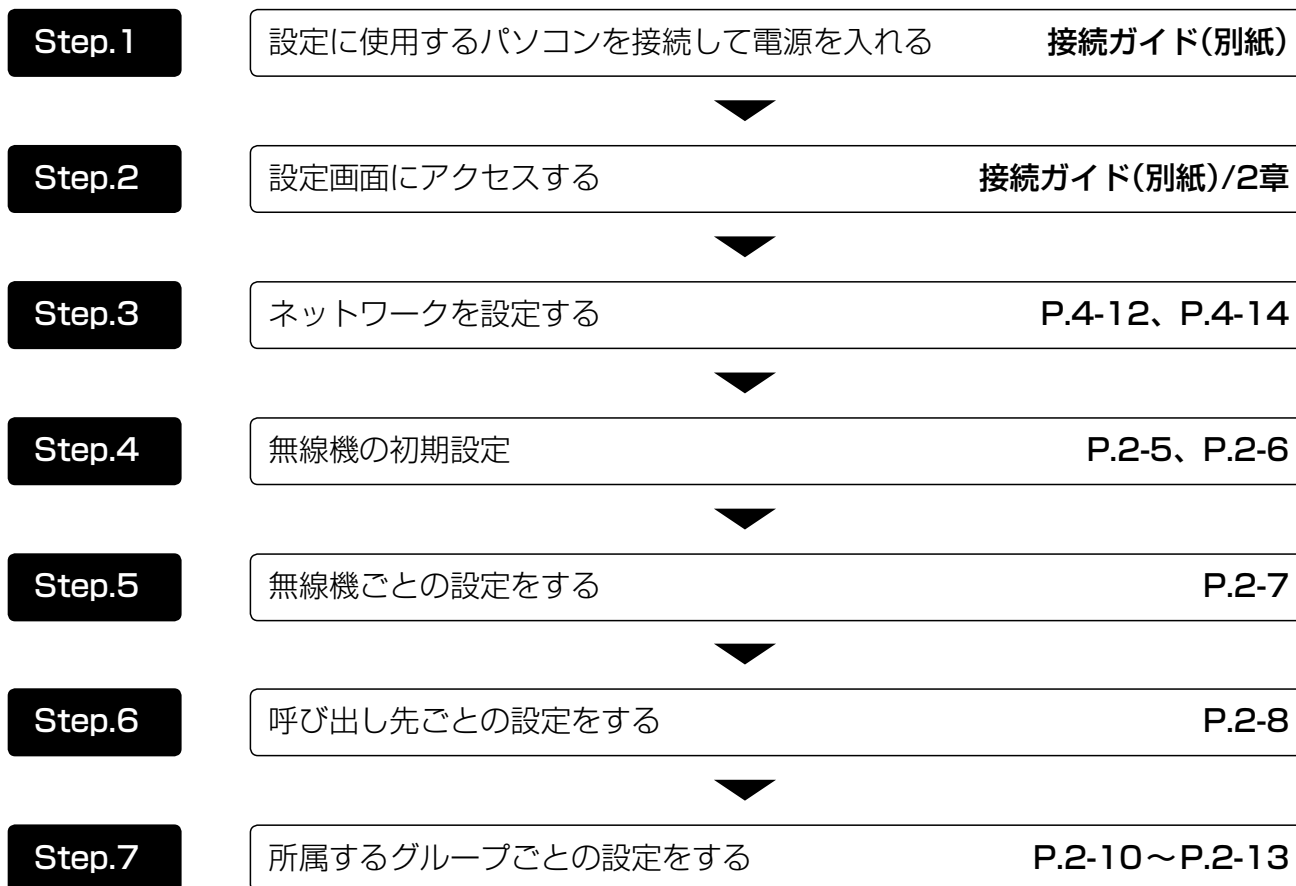 Step.1 設定に使用するパソコンを接続して電源を入れる 接続ガイド(別紙)
Step.2 設定画面にアクセスする 接続ガイド(別紙)/2章
Step.3 ネットワークを設定する P.4-12、P.4-14
Step.4 無線機の初期設定 P.2-5、P.2-6
Step.5 無線機ごとの設定をする P.2-7
Step.6 呼び出し先ごとの設定をする P.2-8
Step.7 所属するグループごとの設定をする P.2-10～P.2-13